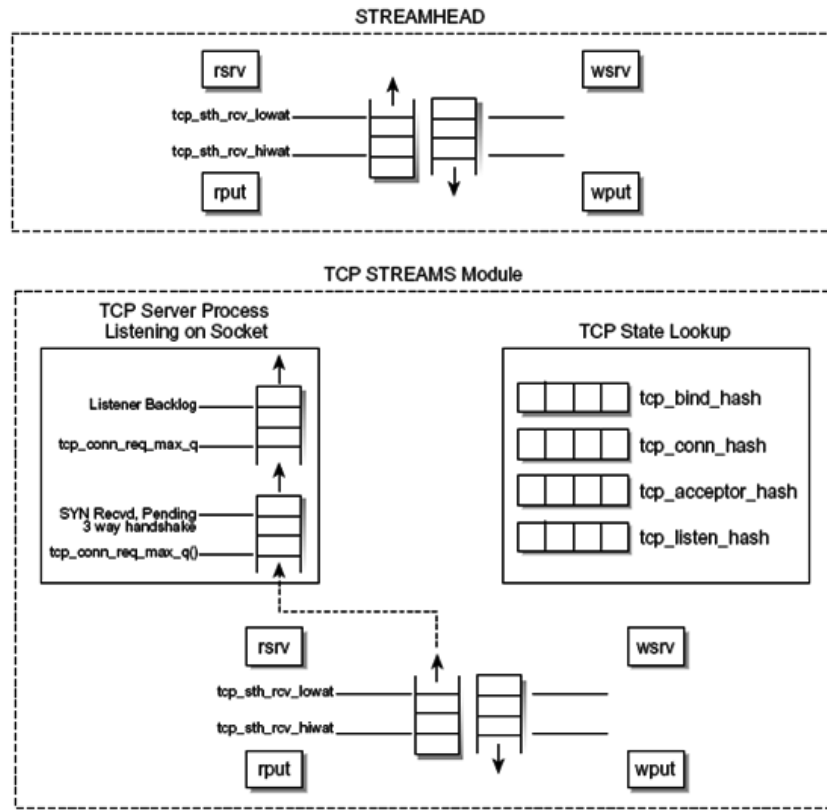 STREAMHEAD
rsrv
wsrv
tcp_sth_rcv_lowat
tcp_sth_rcv_hiwat
rput
wput
TCP STREAMS Module
TCP Server Process
Listening on Socket
Listener Backlog
tcp_conn_req_max_q
SYN Recvd, Pending
3 way handshake
tcp_conn_req_max_q()
TCP State Lookup
tcp_bind_hash
tcp_conn_hash
tcp_acceptor_hash
tcp_listen_hash
rsrv
wsrv
tcp_sth_rcv_lowat
tcp_sth_rcv_hiwat
rput
wput